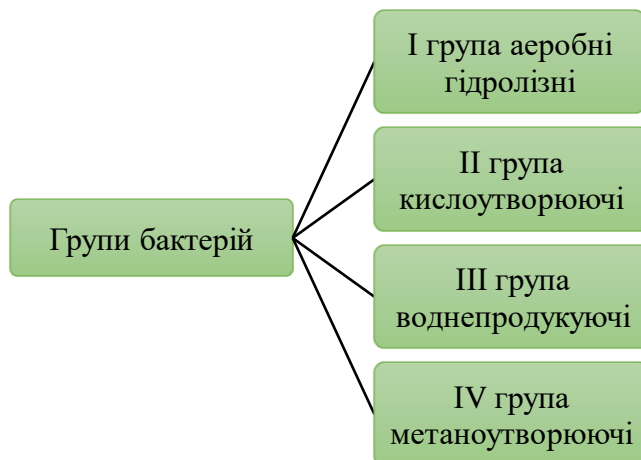 І група аеробні
гідролізні
ІІ група
кислоутворюючі
Групи бактерій
ІІІ група
воднепродукуючі
IV група
метаноутворюючі